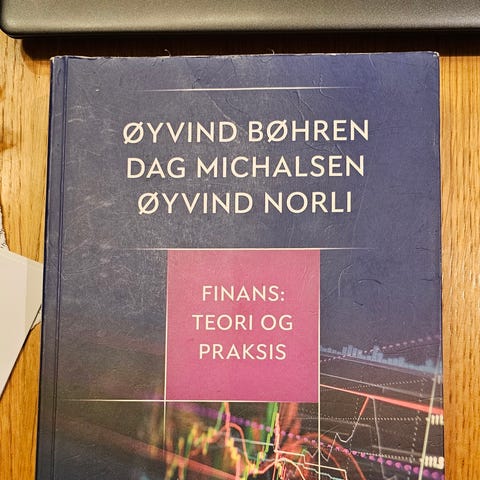 ØYVIND BØHREN
DAG MICHALSEN
ØYVIND NORLI
FINANS:
TEORI OG
PRAKSIS